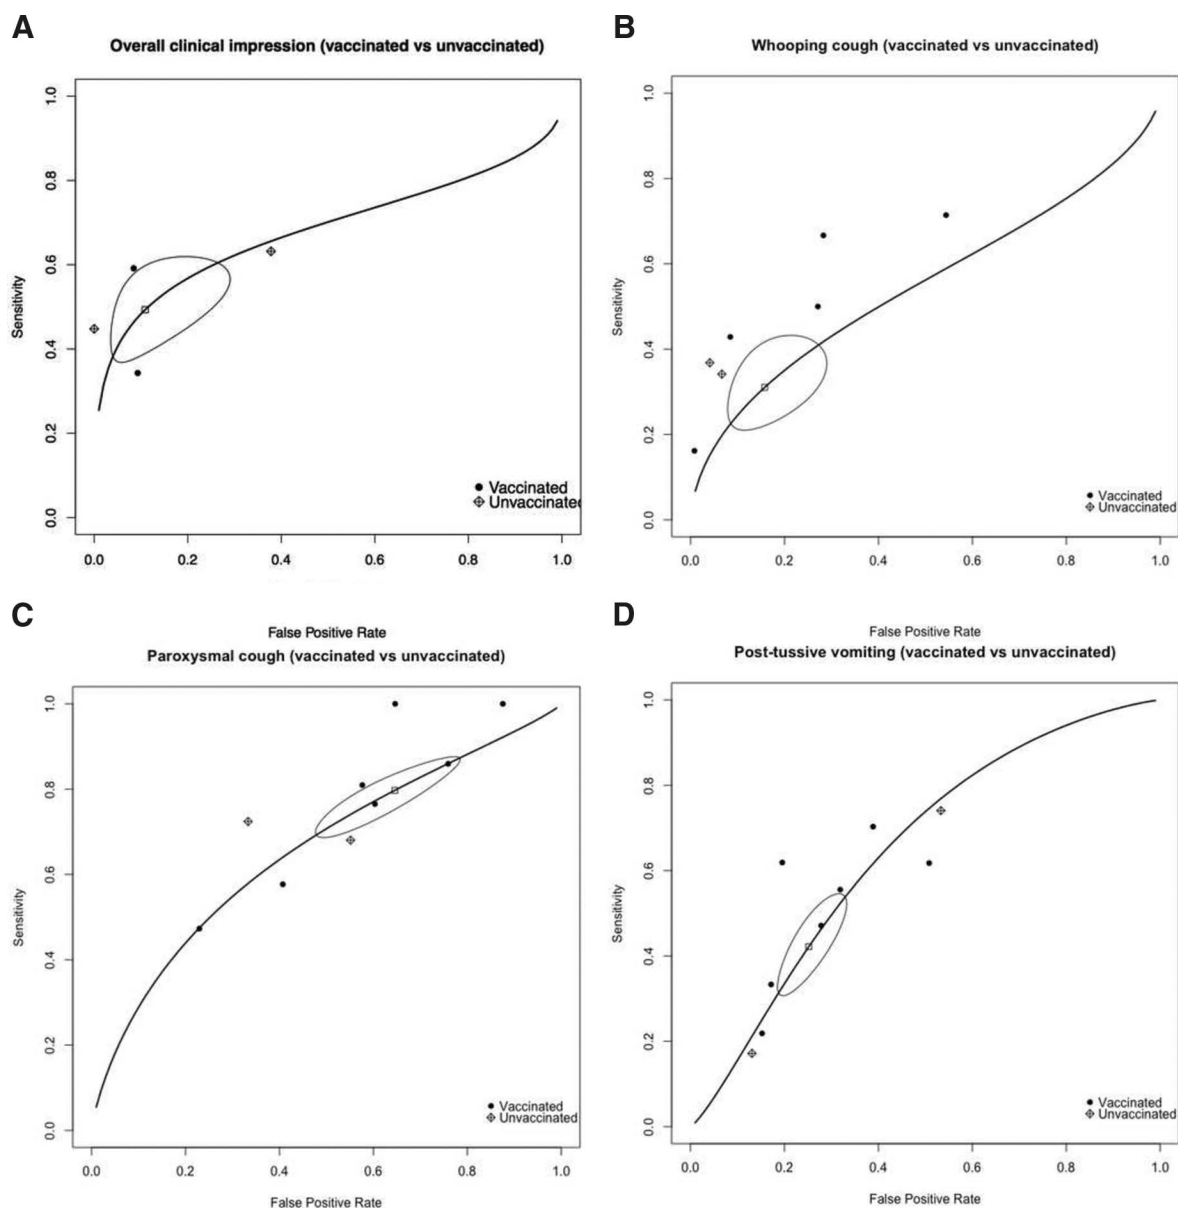 A
Overall clinical impression (vaccinated vs unvaccinated)
Sensitivity
1.0
0.8
0.6
0.4
0.2
0.0
Vaccinated
Unvaccinated
0.0 0.2 0.4 0.6 0.8 1.0
False Positive Rate
B
Whooping cough (vaccinated vs unvaccinated)
Sensitivity
1.0
0.8
0.6
0.4
0.2
0.0
Vaccinated
Unvaccinated
0.0 0.2 0.4 0.6 0.8 1.0
False Positive Rate
C
Paroxysmal cough (vaccinated vs unvaccinated)
Sensitivity
1.0
0.8
0.6
0.4
0.2
0.0
Vaccinated
Unvaccinated
0.0 0.2 0.4 0.6 0.8 1.0
False Positive Rate
D
Post-tussive vomiting (vaccinated vs unvaccinated)
Sensitivity
1.0
0.8
0.6
0.4
0.2
0.0
Vaccinated
Unvaccinated
0.0 0.2 0.4 0.6 0.8 1.0
False Positive Rate